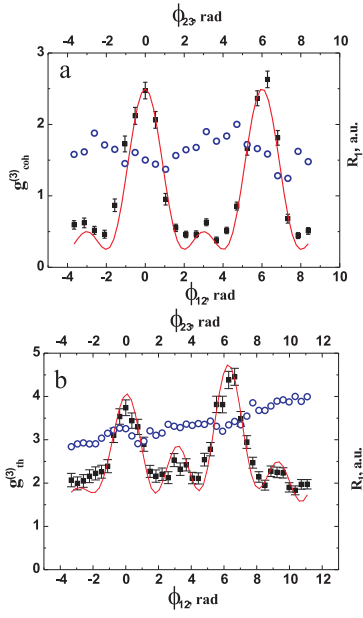 ϕ23, rad
-4 -2 0 2 4 6 8 10
a
g(3)coh
3
2
1
0
R1, a.u.
-4 -2 0 2 4 6 8 10
ϕ12, rad
ϕ23, rad
-4 -2 0 2 4 6 8 10 12
b
g(3)th
5
4
3
2
1
0
a.u.
-4 -2 0 2 4 6 8 10 12
ϕ12, rad